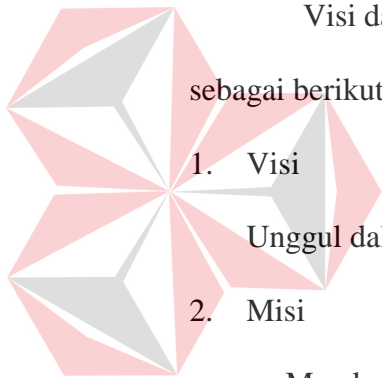 Visi da
sebagai berikut
1. Visi
Unggul dal
2. Misi